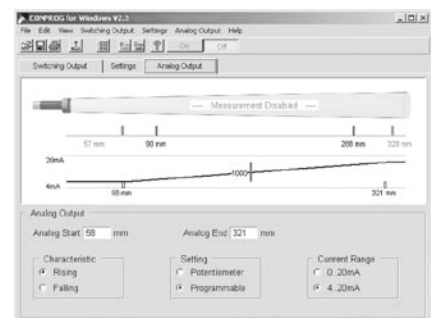 COMPROG for Windows V2.3
File Edit View Switching Output Settings Analog Output Help
On Off
Switching Output Settings Analog Output
---- Measurement Disabled ----
57 mm 90 mm 288 mm 328 mm
20mA
1000
4mA
98 mm 321 mm
Analog Output
Analog Start 58 mm Analog End 321 mm
Characteristic Setting Current Range
Rising Potentiometer 0..20mA
Falling Programmable 4..20mA